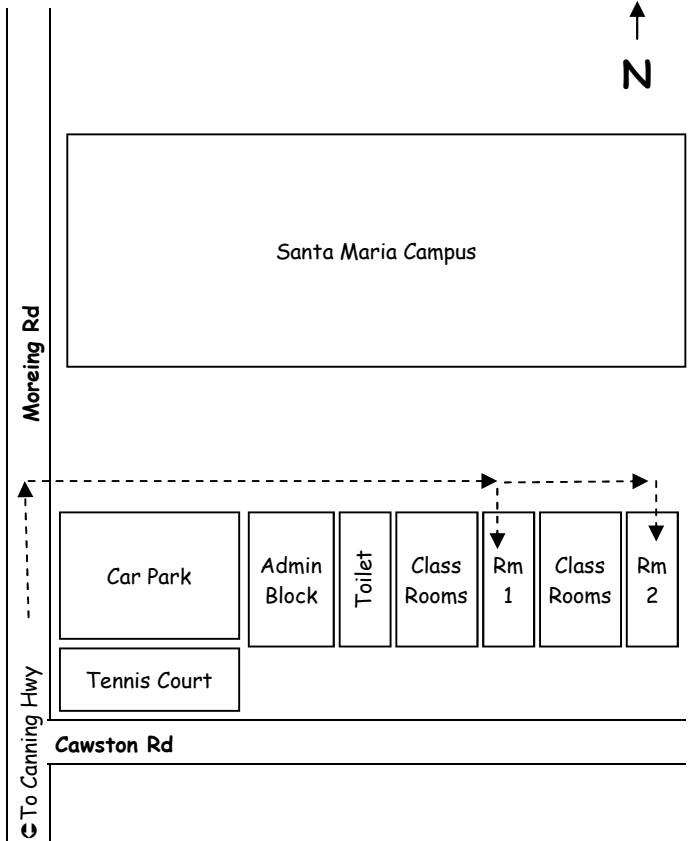 N
Santa Maria Campus
Moreing Rd
Car Park
Admin
Block
Toilet
Class
Rooms
Rm
1
Class
Rooms
Rm
2
Tennis Court
Cawston Rd
To Canning Hwy